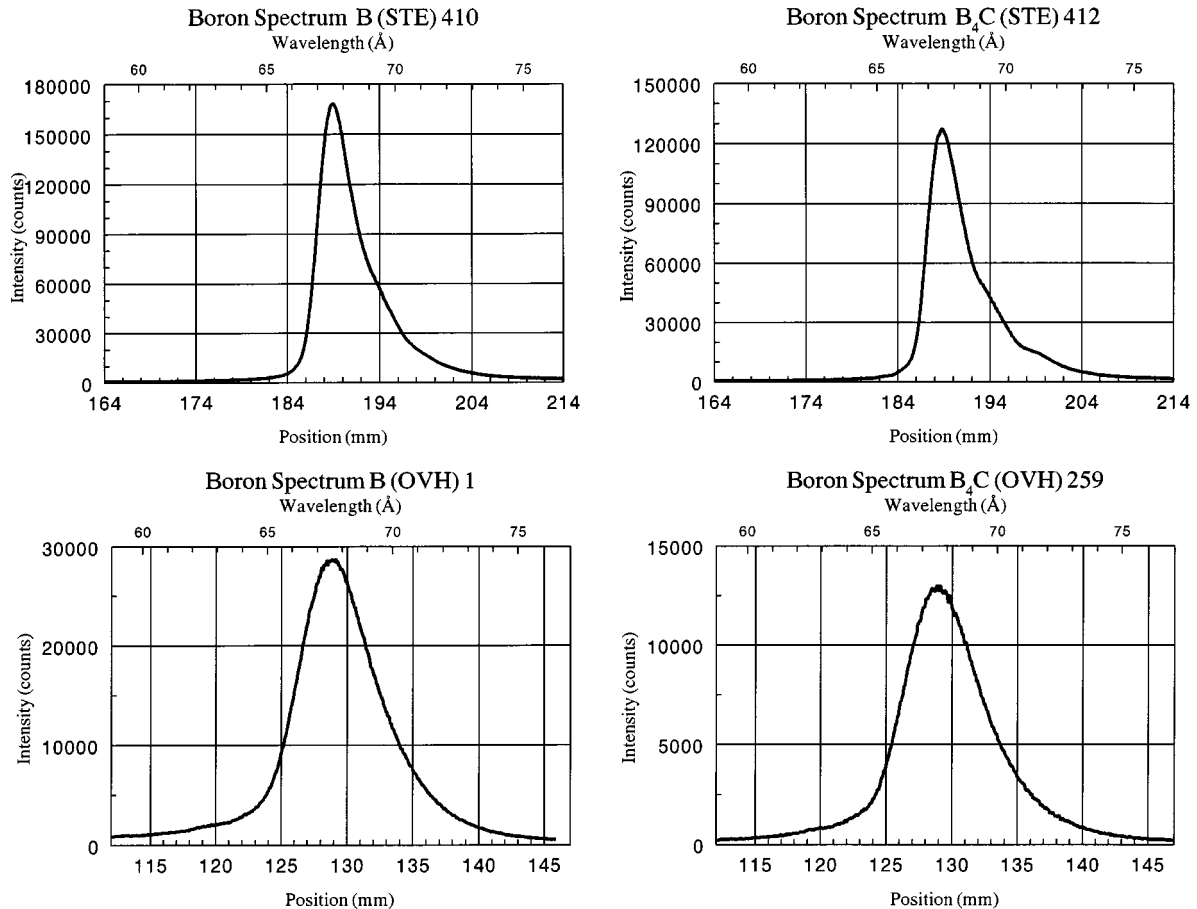 Boron Spectrum B (STE) 410
Wavelength (Å)
60 65 70 75
180000
150000
120000
90000
60000
30000
0
Intensity (counts)
164 174 184 194 204 214
Position (mm)
Boron Spectrum B₄C (STE) 412
Wavelength (Å)
60 65 70 75
150000
120000
90000
60000
30000
0
Intensity (counts)
164 174 184 194 204 214
Position (mm)
Boron Spectrum B (OVH) 1
Wavelength (Å)
60 65 70 75
30000
20000
10000
0
Intensity (counts)
115 120 125 130 135 140 145
Position (mm)
Boron Spectrum B₄C (OVH) 259
Wavelength (Å)
60 65 70 75
15000
10000
5000
0
Intensity (counts)
115 120 125 130 135 140 145
Position (mm)